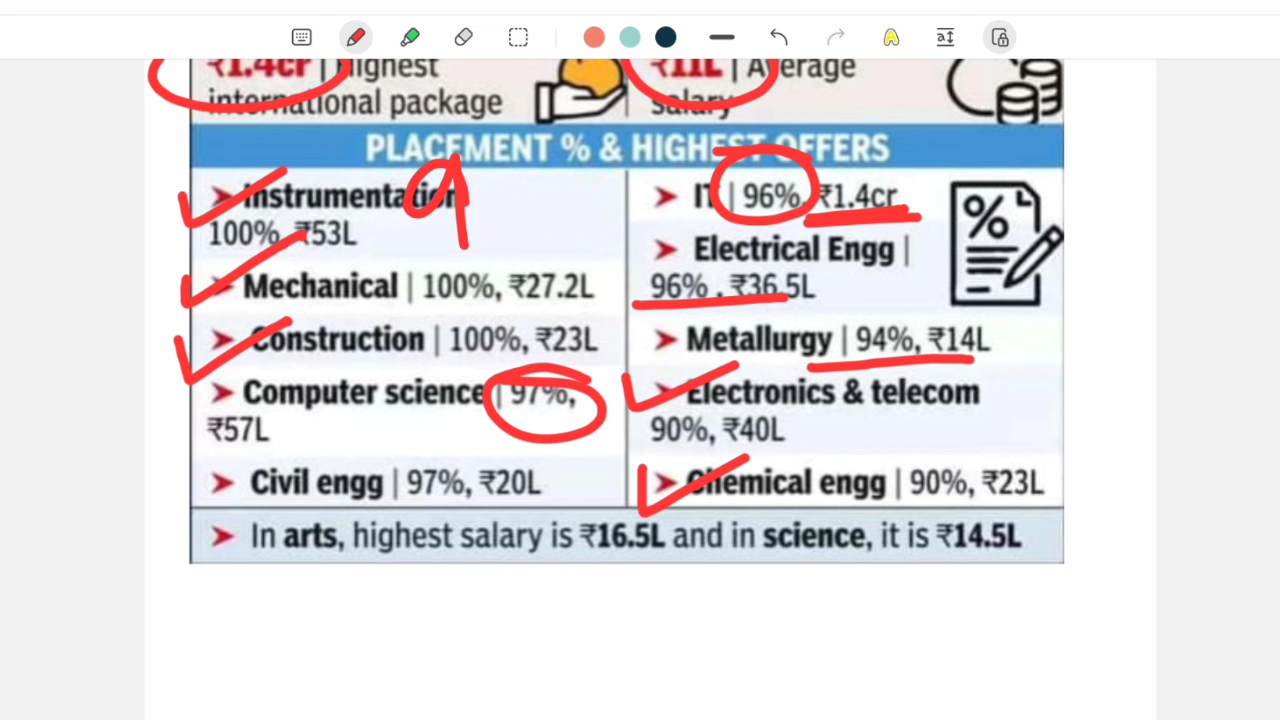 ₹1.4cr | Highest
international package
₹11L | Average
salary
PLACEMENT % & HIGHEST OFFERS
➤ Instrumentation
100%, ₹53L
➤ Mechanical | 100%, ₹27.2L
➤ Construction | 100%, ₹23L
➤ Computer science | 97%,
₹57L
➤ Civil engg | 97%, ₹20L
➤ IT | 96%, ₹1.4cr
➤ Electrical Engg |
96% , ₹36.5L
➤ Metallurgy | 94%, ₹14L
➤ Electronics & telecom
90%, ₹40L
➤ Chemical engg | 90%, ₹23L
➤ In arts, highest salary is ₹16.5L and in science, it is ₹14.5L
9